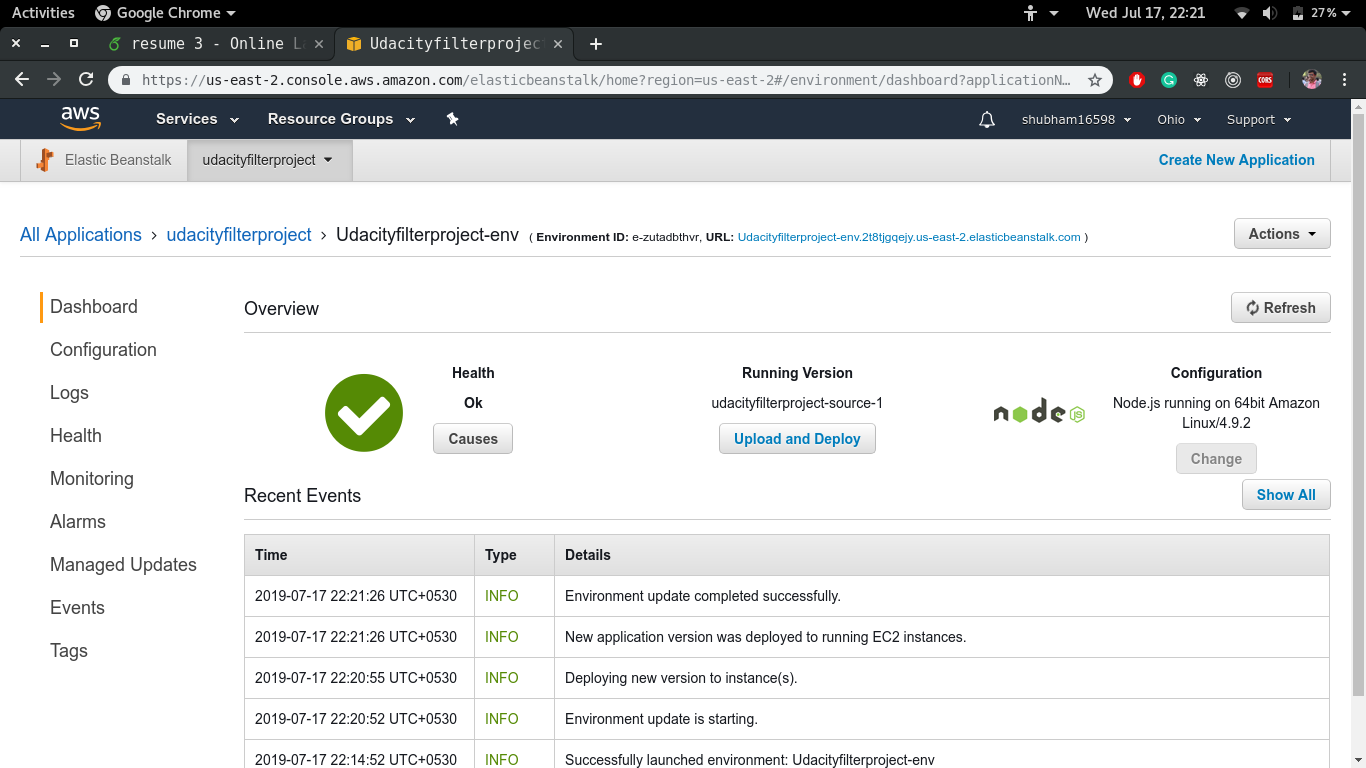 Activities Google Chrome Wed Jul 17, 22:21 27%
resume 3 - Online La Udacityfilterproject
https://us-east-2.console.aws.amazon.com/elasticbeanstalk/home?region=us-east-2#/environment/dashboard?applicationN... CORS
aws Services Resource Groups shubham16598 Ohio Support
Elastic Beanstalk udacityfilterproject Create New Application
All Applications › udacityfilterproject › Udacityfilterproject-env ( Environment ID: e-zutadbthvr, URL: Udacityfilterproject-env.2t8tjgqejy.us-east-2.elasticbeanstalk.com ) Actions
Dashboard
Configuration
Logs
Health
Monitoring
Alarms
Managed Updates
Events
Tags
Overview Refresh
Health
Ok
Causes
Running Version
udacityfilterproject-source-1
Upload and Deploy
node JS
Configuration
Node.js running on 64bit Amazon
Linux/4.9.2
Change
Recent Events Show All
Time Type Details
2019-07-17 22:21:26 UTC+0530 INFO Environment update completed successfully.
2019-07-17 22:21:26 UTC+0530 INFO New application version was deployed to running EC2 instances.
2019-07-17 22:20:55 UTC+0530 INFO Deploying new version to instance(s).
2019-07-17 22:20:52 UTC+0530 INFO Environment update is starting.
2019-07-17 22:14:52 UTC+0530 INFO Successfully launched environment: Udacityfilterproject-env